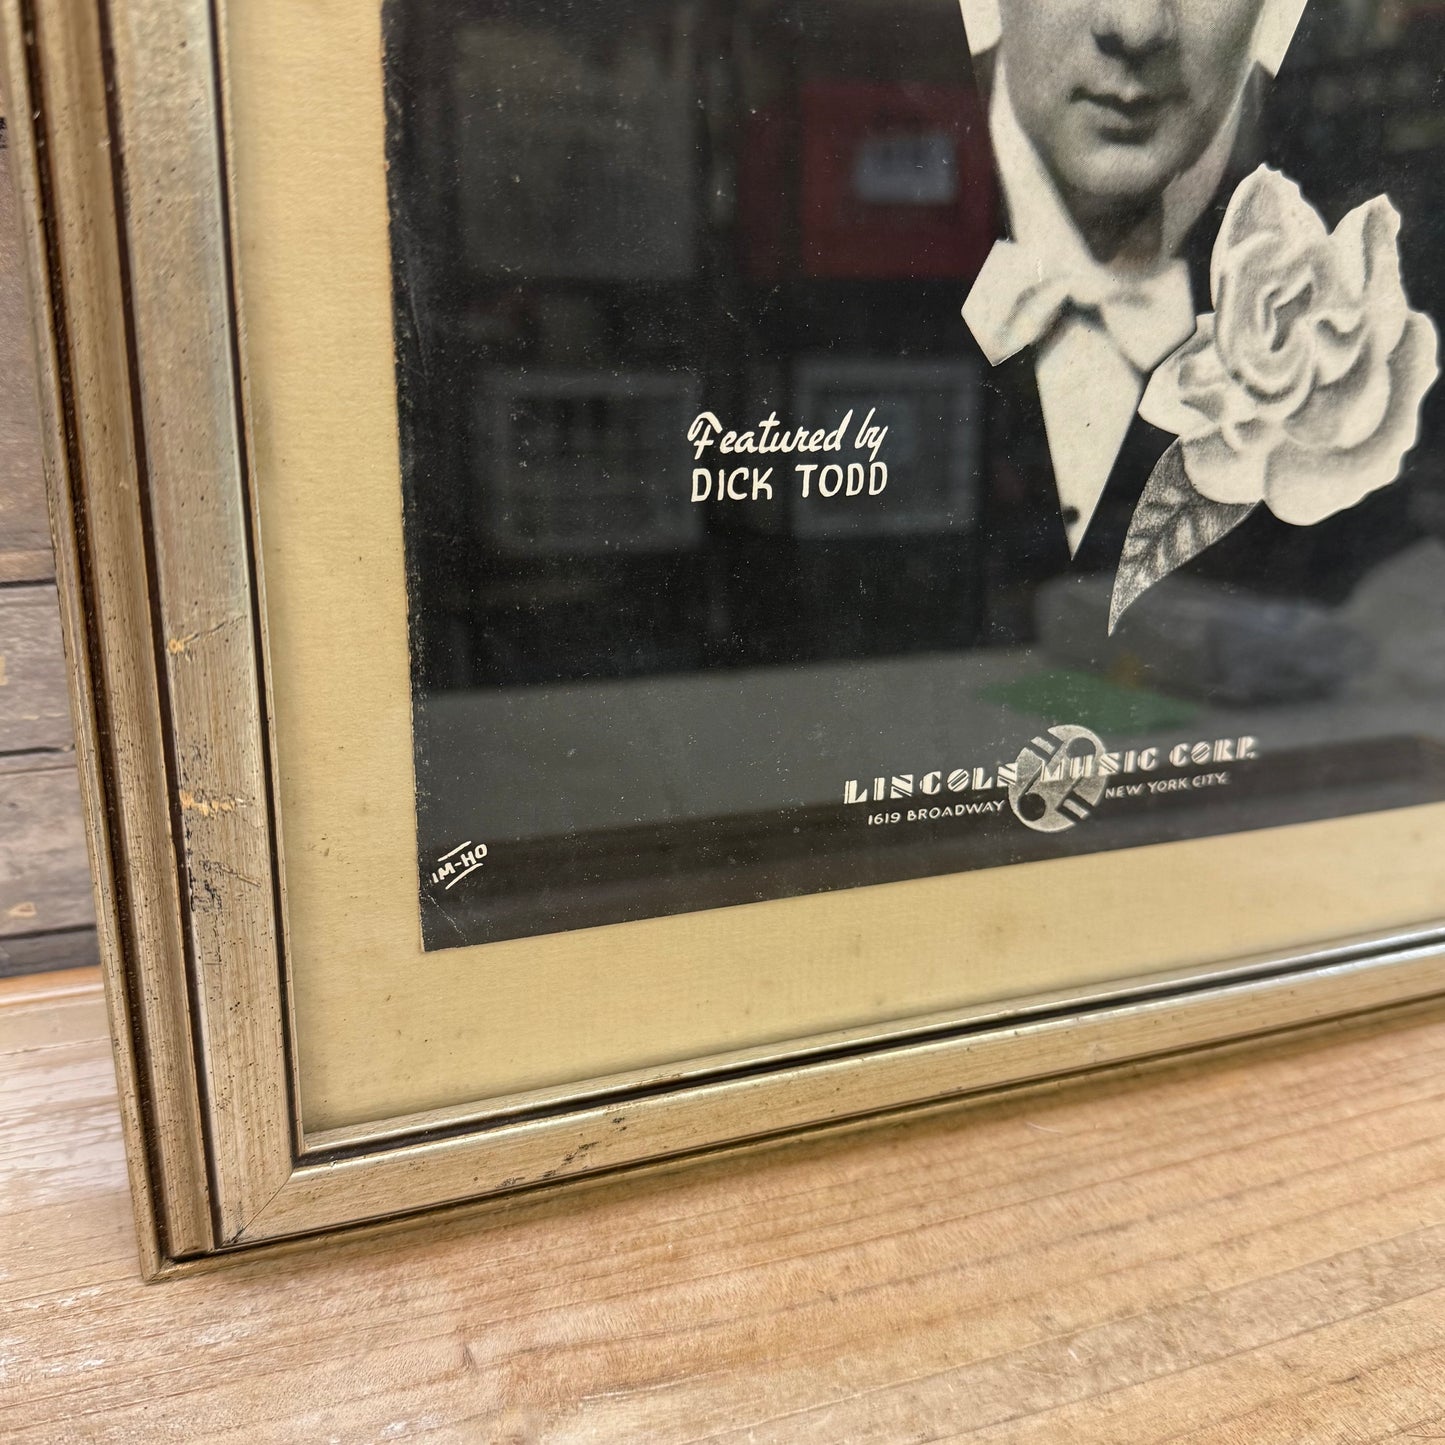 Featured by
DICK TODD
LINCOLN MUSIC CORP.
1619 BROADWAY NEW YORK CITY
IM-HO